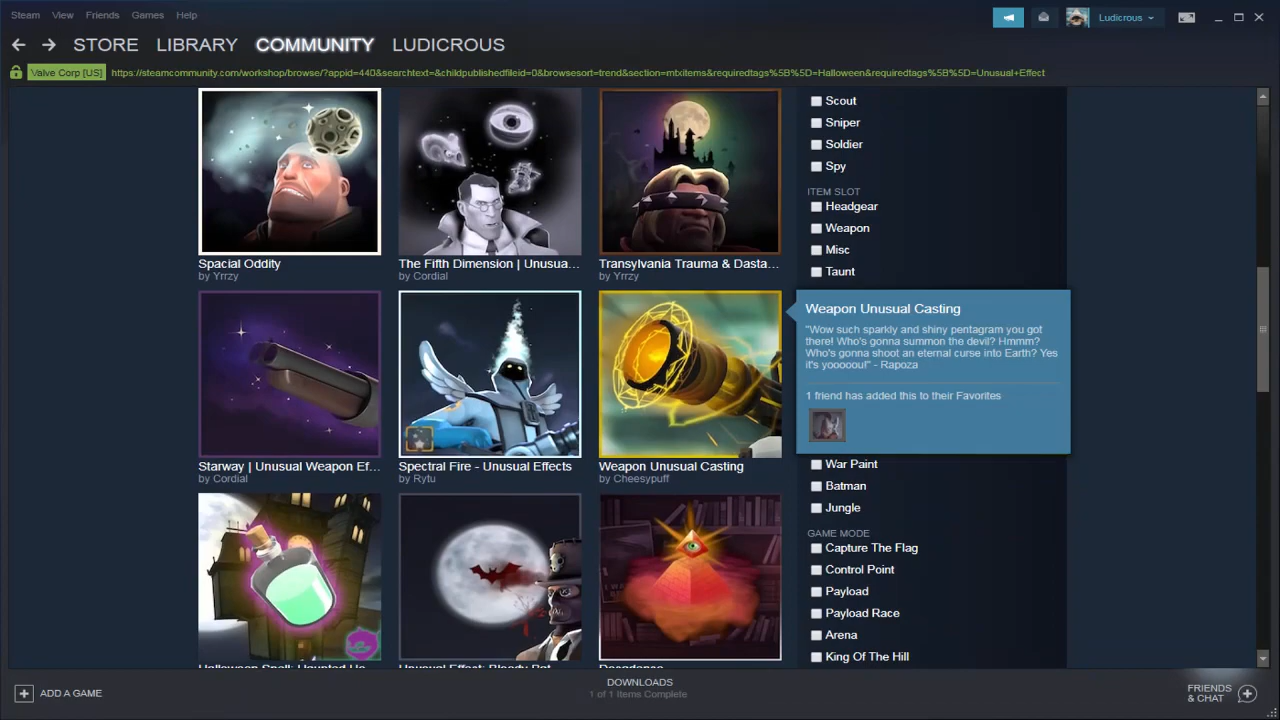 Steam View Friends Games Help
Ludicrous
STORE LIBRARY COMMUNITY LUDICROUS
Valve Corp [US] https://steamcommunity.com/workshop/browse/?appid=440&searchtext=&childpublishedfileid=0&browsesort=trend&section=mtxitems&requiredtags%5B%5D=Halloween&requiredtags%5B%5D=Unusual+Effect
Scout
Sniper
Soldier
Spy
ITEM SLOT
Headgear
Weapon
Misc
Taunt
Spacial Oddity
by Yrrzy
The Fifth Dimension | Unusua...
by Cordial
Transylvania Trauma & Dasta...
by Yrrzy
Weapon Unusual Casting
"Wow such sparkly and shiny pentagram you got
there! Who's gonna summon the devil? Hmmm?
Who's gonna shoot an eternal curse into Earth? Yes
it's yooooou!" - Rapoza
1 friend has added this to their Favorites
Starway | Unusual Weapon Ef...
by Cordial
Spectral Fire - Unusual Effects
by Rytu
Weapon Unusual Casting
by Cheesypuff
War Paint
Batman
Jungle
GAME MODE
Capture The Flag
Control Point
Payload
Payload Race
Arena
King Of The Hill
ADD A GAME
DOWNLOADS
1 of 1 Items Complete
FRIENDS
& CHAT